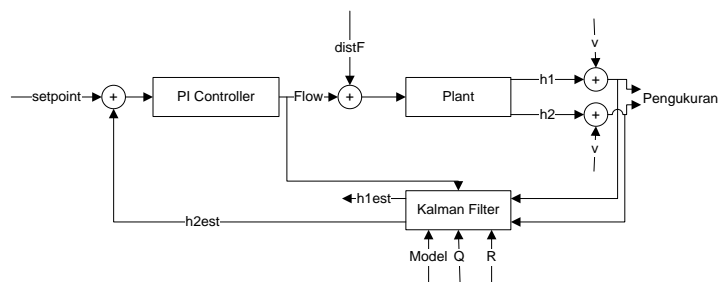 distF
v
setpoint
+
PI Controller
Flow
+
Plant
h1
+
h2
+
Pengukuran
v
h1est
Kalman Filter
h2est
Model
Q
R